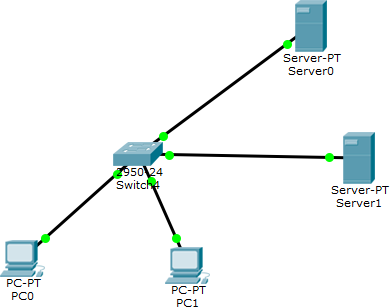 Server-PT
Server0
2950-24
Switch4
Server-PT
Server1
PC-PT
PC0
PC-PT
PC1